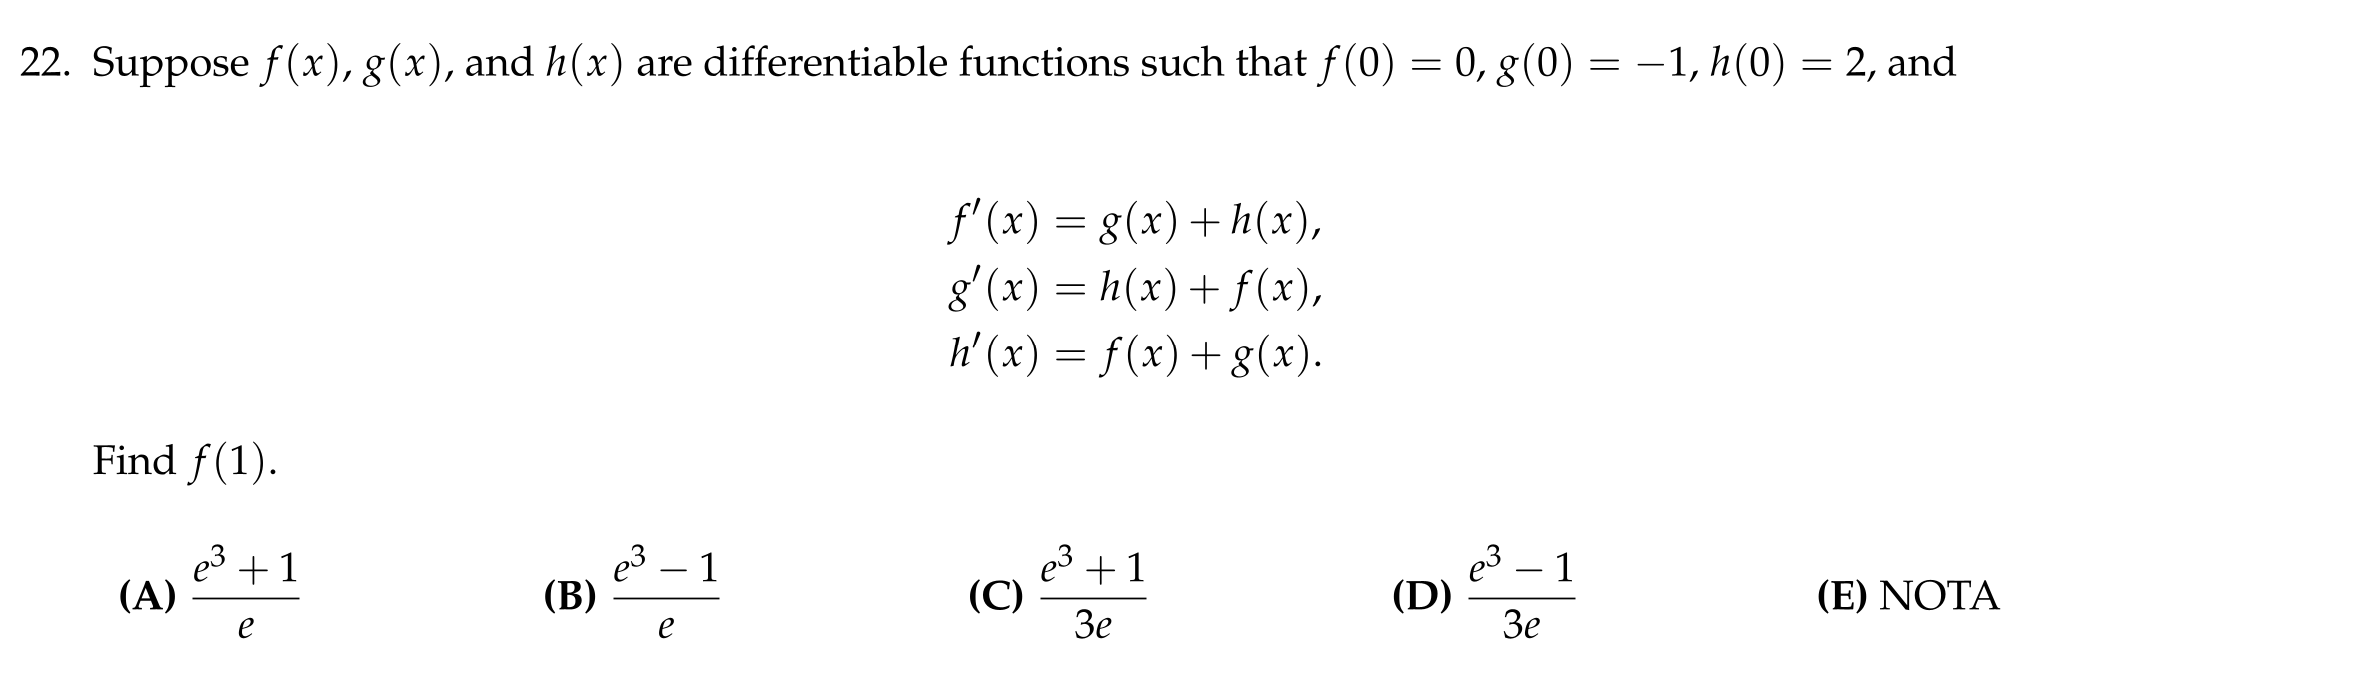 22. Suppose f(x), g(x), and h(x) are differentiable functions such that f(0) = 0, g(0) = −1, h(0) = 2, and
f′(x) = g(x) + h(x),
g′(x) = h(x) + f(x),
h′(x) = f(x) + g(x).
Find f(1).
(A) \frac{e^3 + 1}{e} (B) \frac{e^3 − 1}{e} (C) \frac{e^3 + 1}{3e} (D) \frac{e^3 − 1}{3e} (E) NOTA